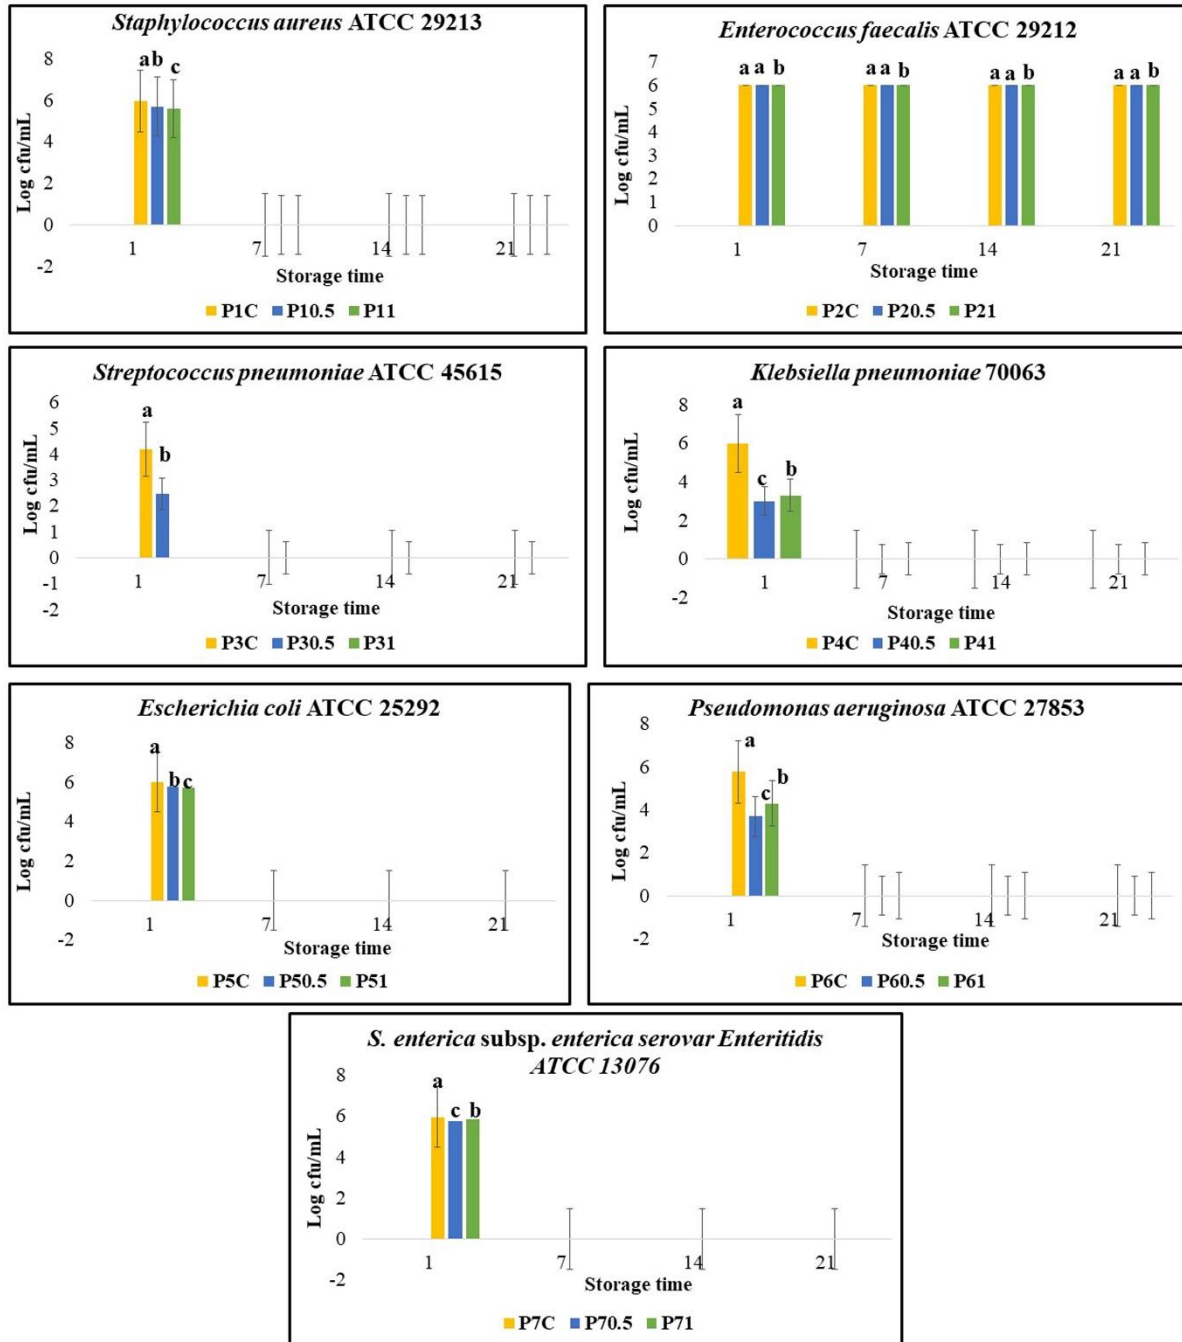 Staphylococcus aureus ATCC 29213
8
6
4
2
0
-2
Log cfu/mL
a b c
1 7 14 21
Storage time
P1C P10.5 P11
Enterococcus faecalis ATCC 29212
7
6
5
4
3
2
1
0
Log cfu/mL
a a b a a b a a b a a b
1 7 14 21
Storage time
P2C P20.5 P21
Streptococcus pneumoniae ATCC 45615
6
5
4
3
2
1
0
-1
-2
Log cfu/mL
a
b
1 7 14 21
Storage time
P3C P30.5 P31
Klebsiella pneumoniae 70063
8
6
4
2
0
-2
Log cfu/mL
a
c b
1 7 14 21
Storage time
P4C P40.5 P41
Escherichia coli ATCC 25292
8
6
4
2
0
-2
Log cfu/mL
a
b c
1 7 14 21
Storage time
P5C P50.5 P51
Pseudomonas aeruginosa ATCC 27853
8
6
4
2
0
-2
Log cfu/mL
a
c b
1 7 14 21
Storage time
P6C P60.5 P61
S. enterica subsp. enterica serovar Enteritidis
ATCC 13076
8
6
4
2
0
-2
Log cfu/mL
a
c b
1 7 14 21
Storage time
P7C P70.5 P71